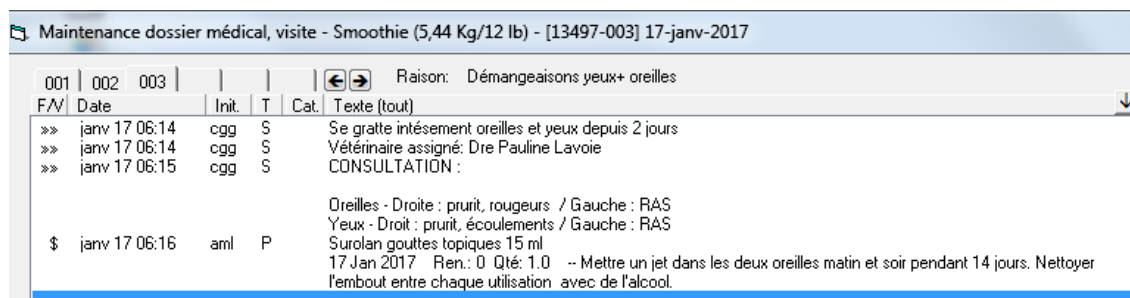 Maintenance dossier médical, visite - Smoothie (5,44 Kg/12 lb) - [13497-003] 17-janv-2017
001 002 003 Raison: Démangeaisons yeux+ oreilles
F/V Date Init. T Cat. Texte (tout)
»» janv 17 06:14 cgg S Se gratte intésement oreilles et yeux depuis 2 jours
»» janv 17 06:14 cgg S Vétérinaire assigné: Dre Pauline Lavoie
»» janv 17 06:15 cgg S CONSULTATION :
Oreilles - Droite : prurit, rougeurs / Gauche : RAS
Yeux - Droit : prurit, écoulements / Gauche : RAS
$ janv 17 06:16 aml P Surolan gouttes topiques 15 ml
17 Jan 2017 Ren.: 0 Qté: 1.0 -- Mettre un jet dans les deux oreilles matin et soir pendant 14 jours. Nettoyer
l'embout entre chaque utilisation avec de l'alcool.